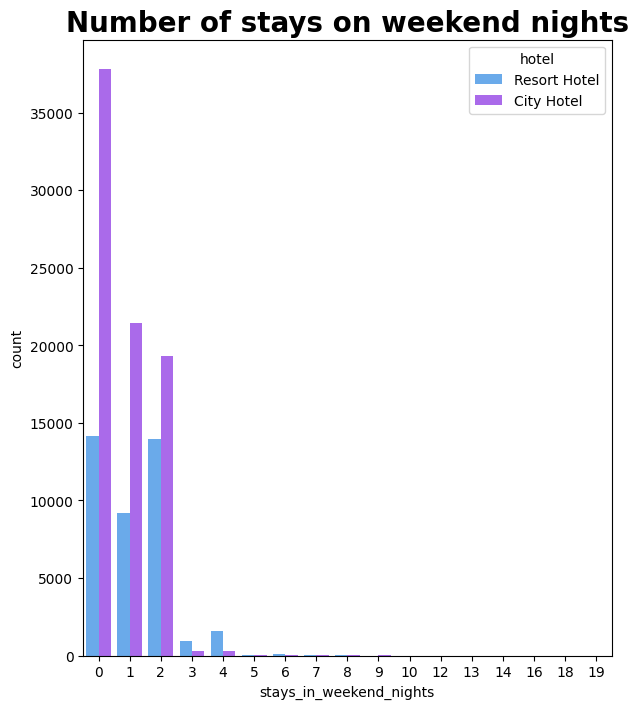 Number of stays on weekend nights
hotel
Resort Hotel
City Hotel
35000
30000
25000
20000
15000
10000
5000
0
count
0 1 2 3 4 5 6 7 8 9 10 12 13 14 16 18 19
stays_in_weekend_nights